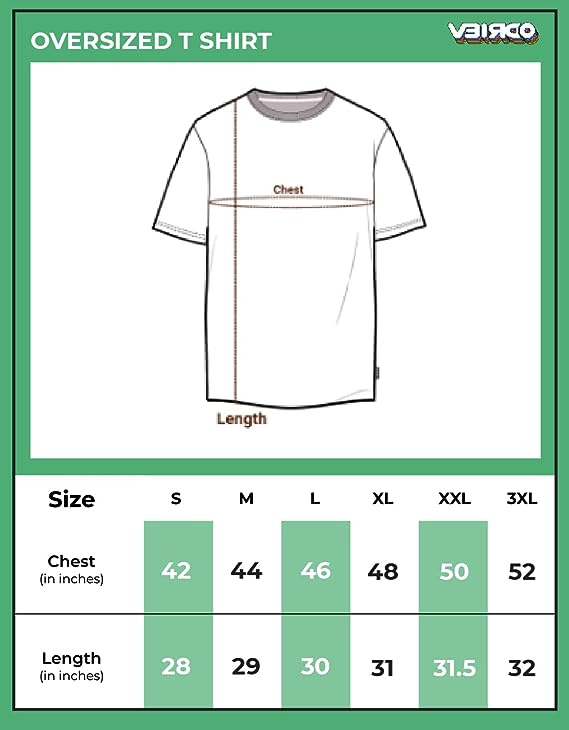 OVERSIZED T SHIRT
Chest
Length
Size S M L XL XXL 3XL
Chest
(in inches)
42 44 46 48 50 52
Length
(in inches)
28 29 30 31 31.5 32